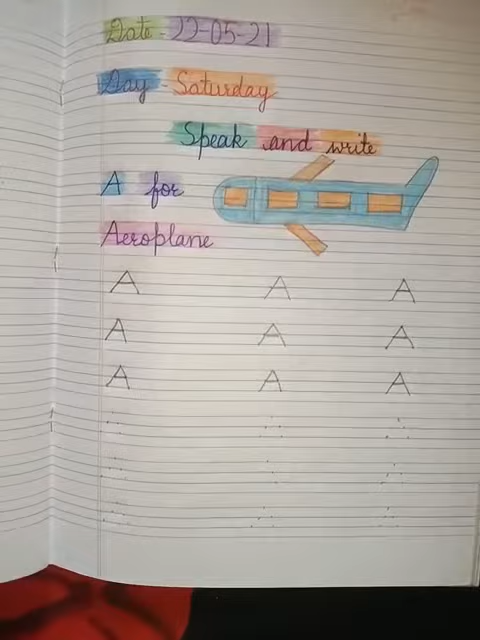 Date - 22-05-21
Day - Saturday
Speak and write
A for
Aeroplane
A A A
A A A
A A A